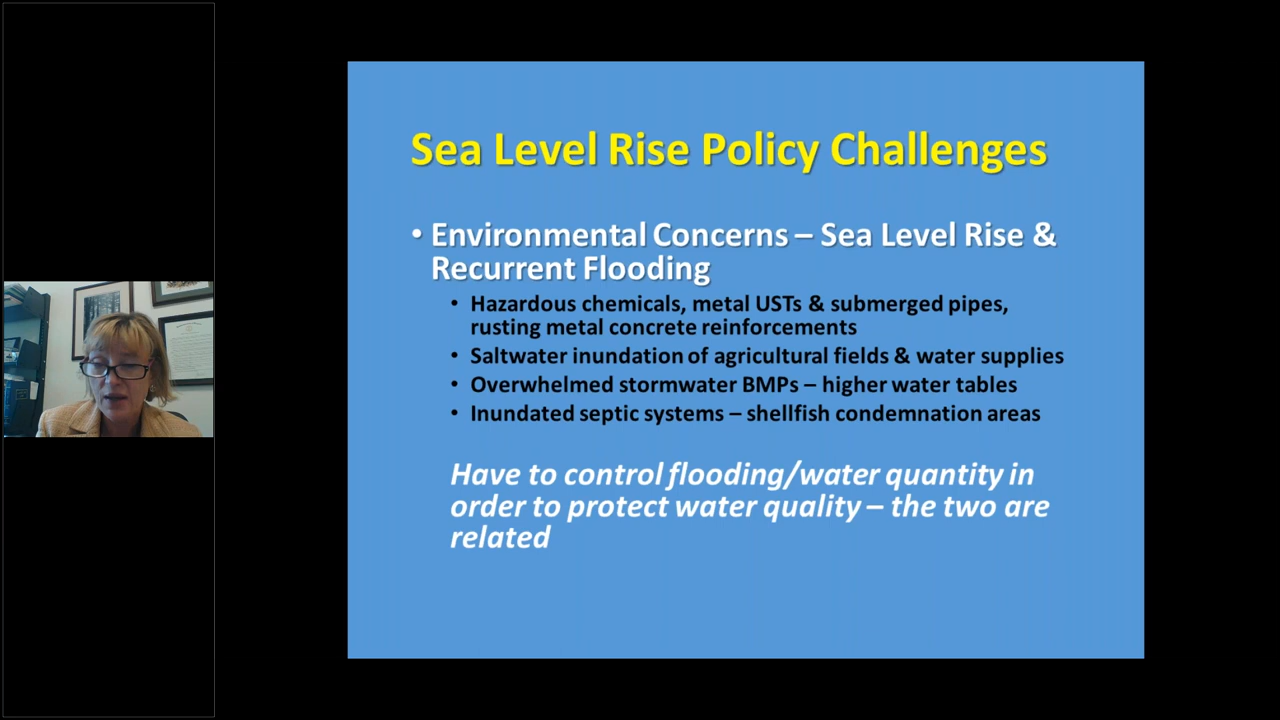 Sea Level Rise Policy Challenges
• Environmental Concerns – Sea Level Rise &
Recurrent Flooding
• Hazardous chemicals, metal USTs & submerged pipes,
rusting metal concrete reinforcements
• Saltwater inundation of agricultural fields & water supplies
• Overwhelmed stormwater BMPs – higher water tables
• Inundated septic systems – shellfish condemnation areas
Have to control flooding/water quantity in
order to protect water quality – the two are
related